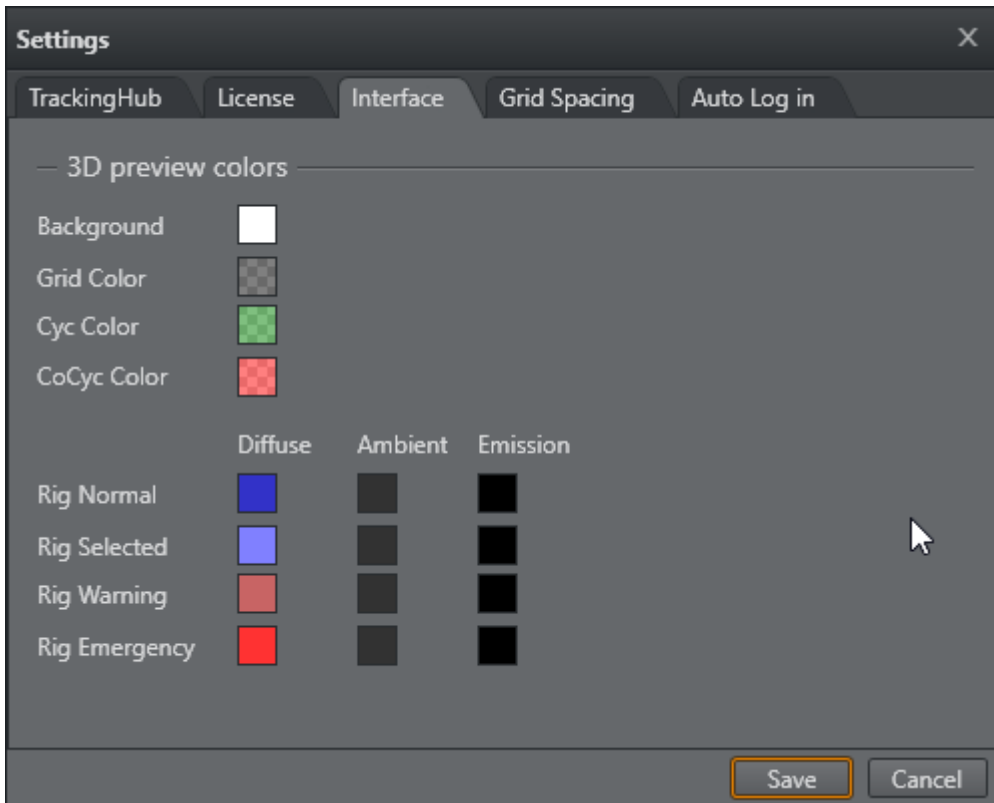 Settings
TrackingHub License Interface Grid Spacing Auto Log in
3D preview colors
Background
Grid Color
Cyc Color
CoCyc Color
Diffuse Ambient Emission
Rig Normal
Rig Selected
Rig Warning
Rig Emergency
Save Cancel